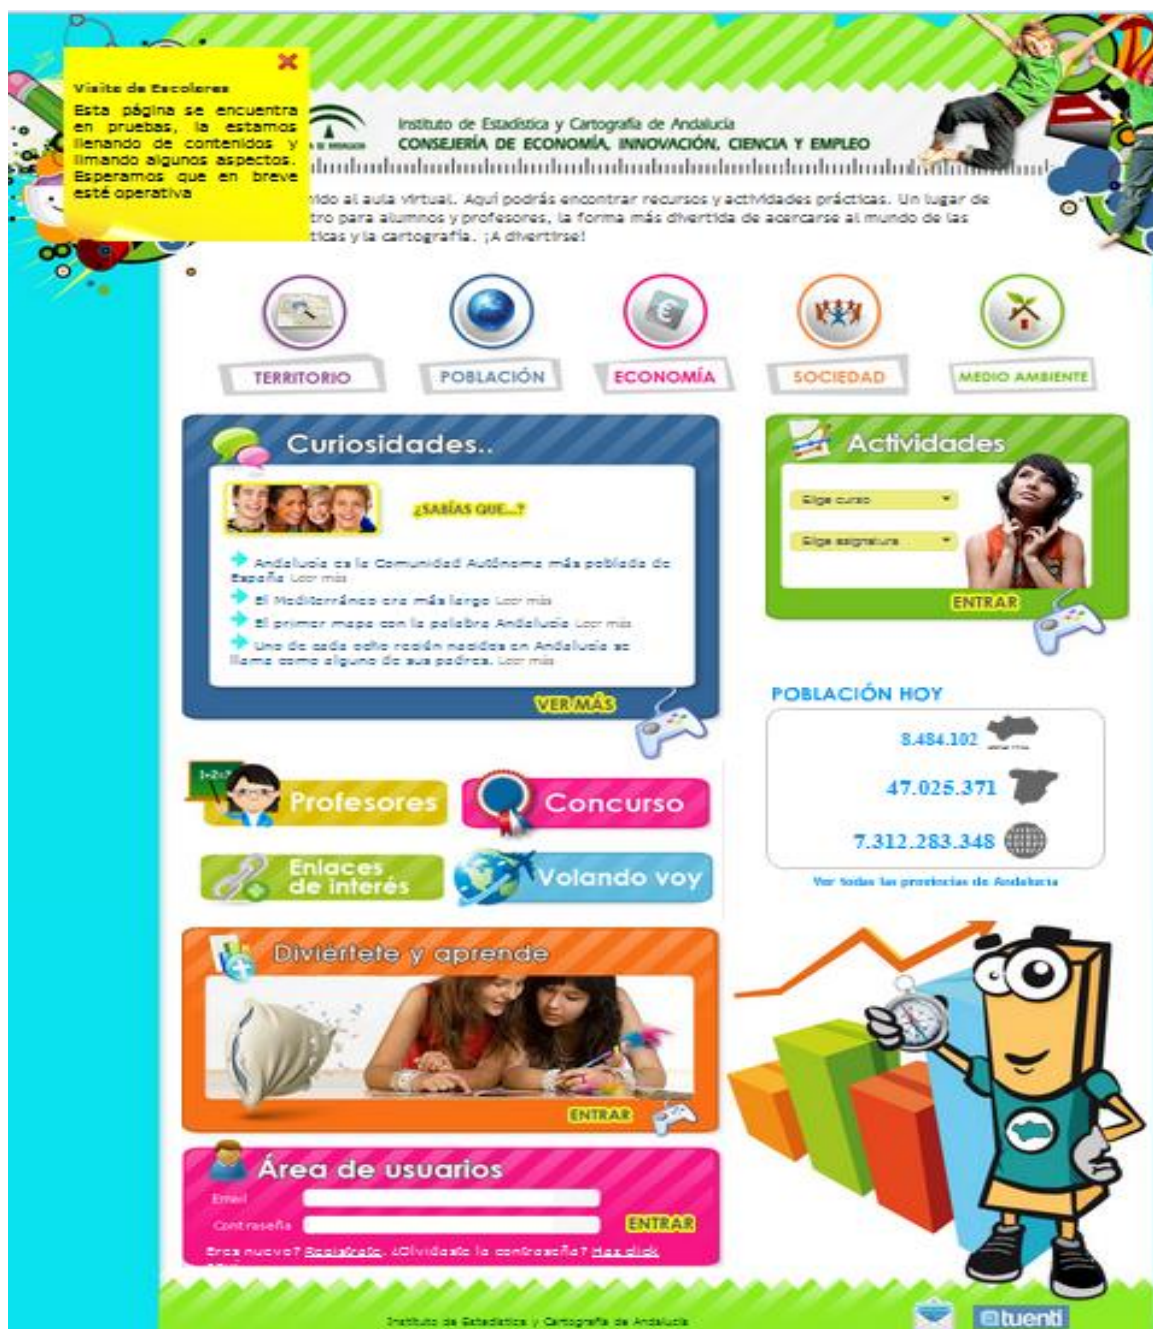 Visita de Escolares
Esta página se encuentra
en pruebas, la estamos
llenando de contenidos y
limando algunos aspectos.
Esperamos que en breve
esté operativa
Instituto de Estadística y Cartografía de Andalucía
CONSEJERÍA DE ECONOMÍA, INNOVACIÓN, CIENCIA Y EMPLEO
nido al aula virtual. Aquí podrás encontrar recursos y actividades prácticas. Un lugar de
tro para alumnos y profesores, la forma más divertida de acercarse al mundo de las
ticas y la cartografía. ¡A divertirse!
TERRITORIO
POBLACIÓN
ECONOMÍA
SOCIEDAD
MEDIO AMBIENTE
Curiosidades..
¿SABÍAS QUE...?
Andalucía es la Comunidad Autónoma más poblada de
España Leer más
El Mediterráneo era más largo Leer más
El primer mapa con la palabra Andalucía Leer más
Uno de cada ocho recién nacidos en Andalucía se
llama como alguno de sus padres. Leer más
VER MÁS
Actividades
Elige curso
Elige asignatura
ENTRAR
POBLACIÓN HOY
8.484.102
47.025.371
7.312.283.348
Ver todas las provincias de Andalucía
Profesores
Concurso
Enlaces
de interés
Volando voy
Diviértete y aprende
ENTRAR
Área de usuarios
Email
Contraseña
ENTRAR
Eres nuevo? Regístrate. ¿Olvidaste la contraseña? Haz click
Instituto de Estadística y Cartografía de Andalucía
tuenti